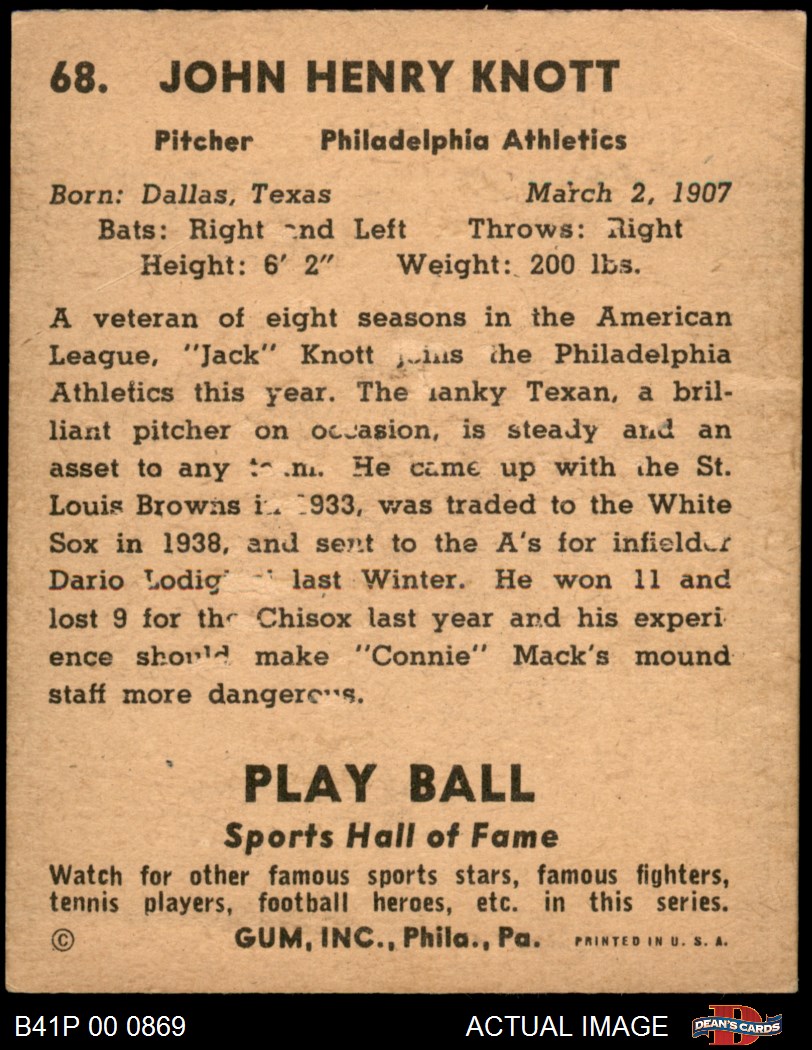 68. JOHN HENRY KNOTT
Pitcher Philadelphia Athletics
Born: Dallas, Texas March 2, 1907
Bats: Right and Left Throws: Right
Height: 6' 2" Weight: 200 lbs.
A veteran of eight seasons in the American
League, "Jack" Knott joins the Philadelphia
Athletics this year. The lanky Texan, a bril-
liant pitcher on occasion, is steady and an
asset to any team. He came up with the St.
Louis Browns in 1933, was traded to the White
Sox in 1938, and sent to the A's for infielder
Dario last Winter. He won 11 and
lost 9 for the Chisox last year and his experi-
ence should make "Connie" Mack's mound
staff more dangerous.
PLAY BALL
Sports Hall of Fame
Watch for other famous sports stars, famous fighters,
tennis players, football heroes, etc. in this series.
© GUM, INC., Phila., Pa. PRINTED IN U. S. A.
B41P 00 0869 ACTUAL IMAGE DEAN'S CARDS